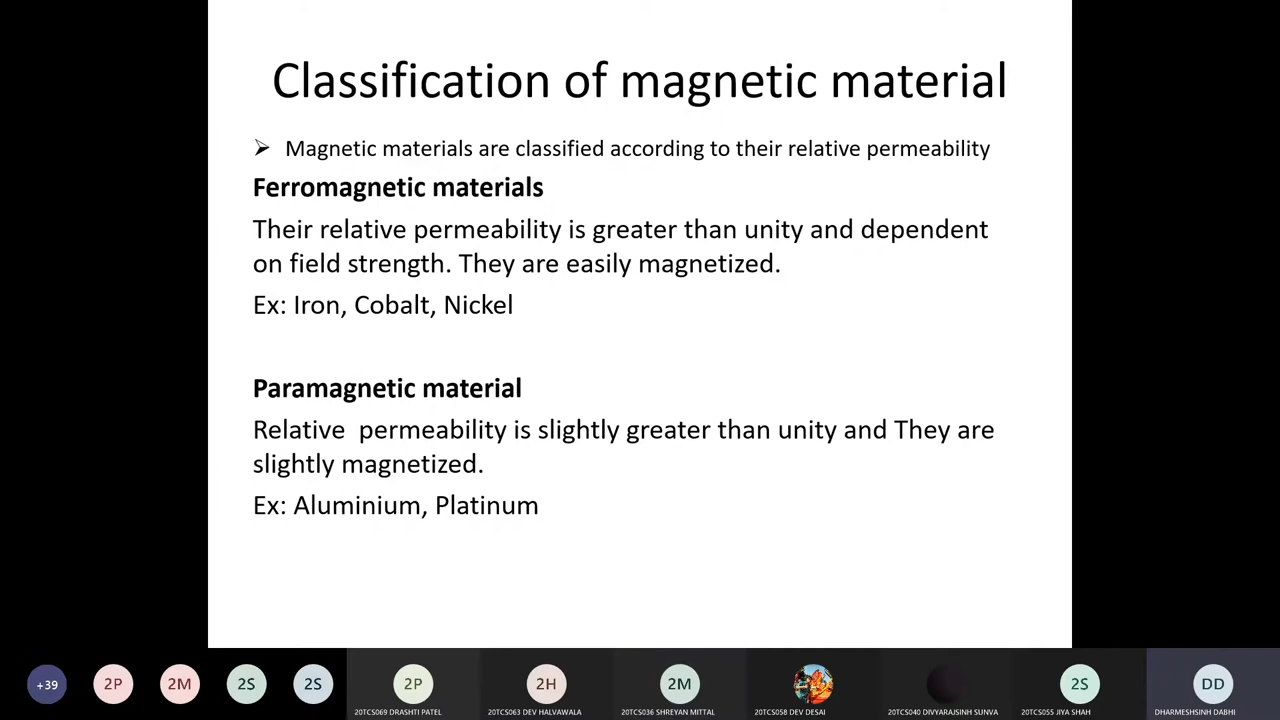 Classification of magnetic material
➢ Magnetic materials are classified according to their relative permeability
Ferromagnetic materials
Their relative permeability is greater than unity and dependent
on field strength. They are easily magnetized.
Ex: Iron, Cobalt, Nickel
Paramagnetic material
Relative  permeability is slightly greater than unity and They are
slightly magnetized.
Ex: Aluminium, Platinum
+39
2P
2M
2S
2S
2P
2H
2M
2S
DD
20TCS069 DRASHTI PATEL
20TCS063 DEV HALVAWALA
20TCS036 SHREYAN MITTAL
20TCS058 DEV DESAI
20TCS040 DIVYARAJSINH SUNVA
20TCS055 JIYA SHAH
DHARMESHSINH DABHI